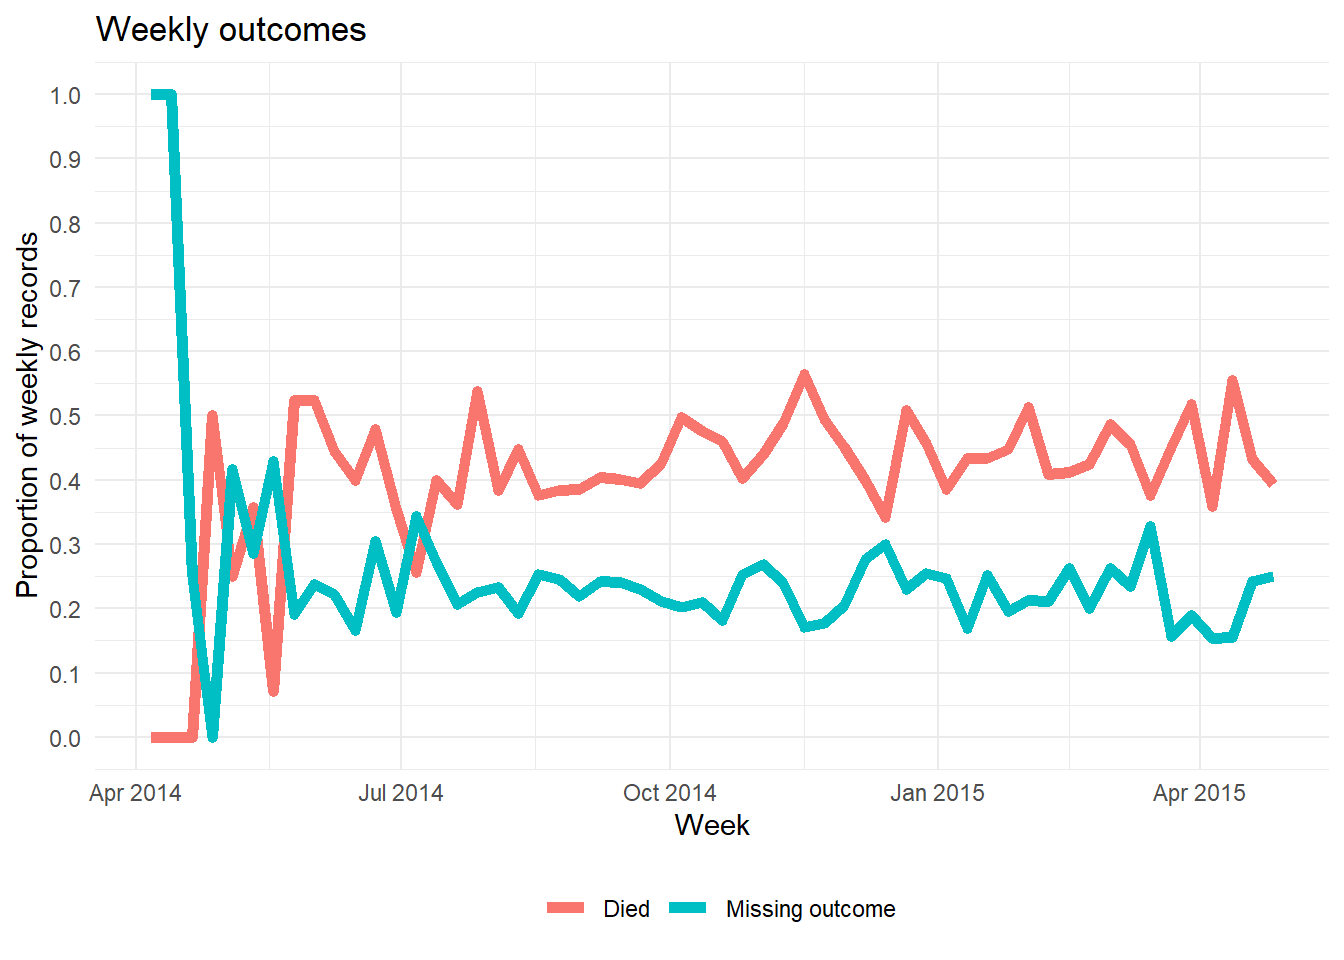 Weekly outcomes
Proportion of weekly records
1.0
0.9
0.8
0.7
0.6
0.5
0.4
0.3
0.2
0.1
0.0
Apr 2014 Jul 2014 Oct 2014 Jan 2015 Apr 2015
Week
Died Missing outcome